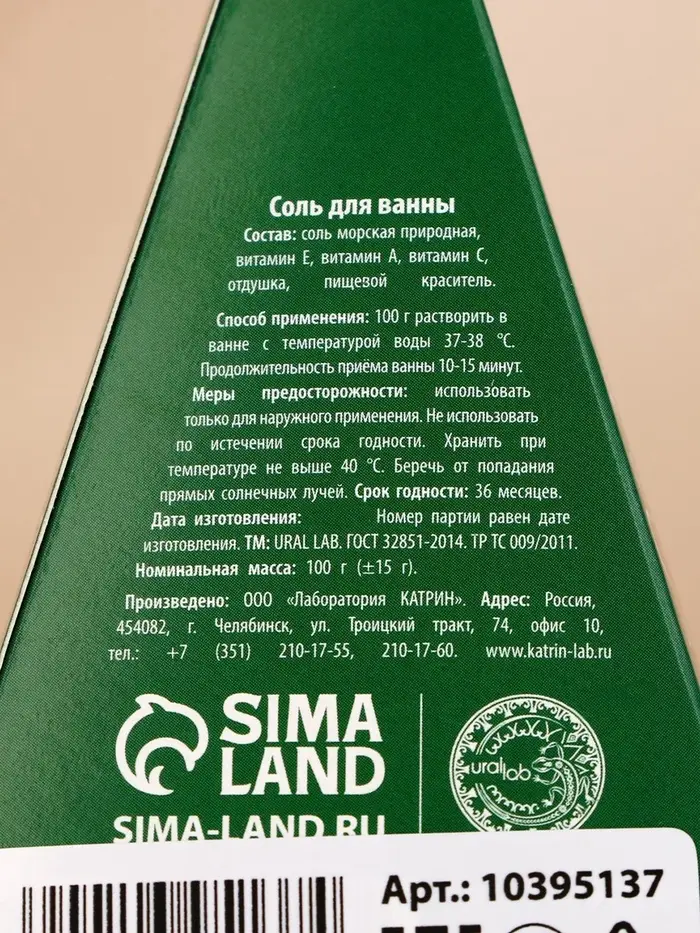 Соль для ванны
Состав: соль морская природная,
витамин Е, витамин А, витамин С,
отдушка, пищевой краситель.
Способ применения: 100 г растворить в
ванне с температурой воды 37-38 °С.
Продолжительность приёма ванны 10-15 минут.
Меры предосторожности: использовать
только для наружного применения. Не использовать
по истечении срока годности. Хранить при
температуре не выше 40 °С. Беречь от попадания
прямых солнечных лучей. Срок годности: 36 месяцев.
Дата изготовления: Номер партии равен дате
изготовления. ТМ: URAL LAB. ГОСТ 32851-2014. ТР ТС 009/2011.
Номинальная масса: 100 г (±15 г).
Произведено: ООО «Лаборатория КАТРИН». Адрес: Россия,
454082, г. Челябинск, ул. Троицкий тракт, 74, офис 10,
тел.: +7 (351) 210-17-55, 210-17-60. www.katrin-lab.ru
SIMA
LAND
SIMA-LAND.RU
urallab
Арт.: 10395137